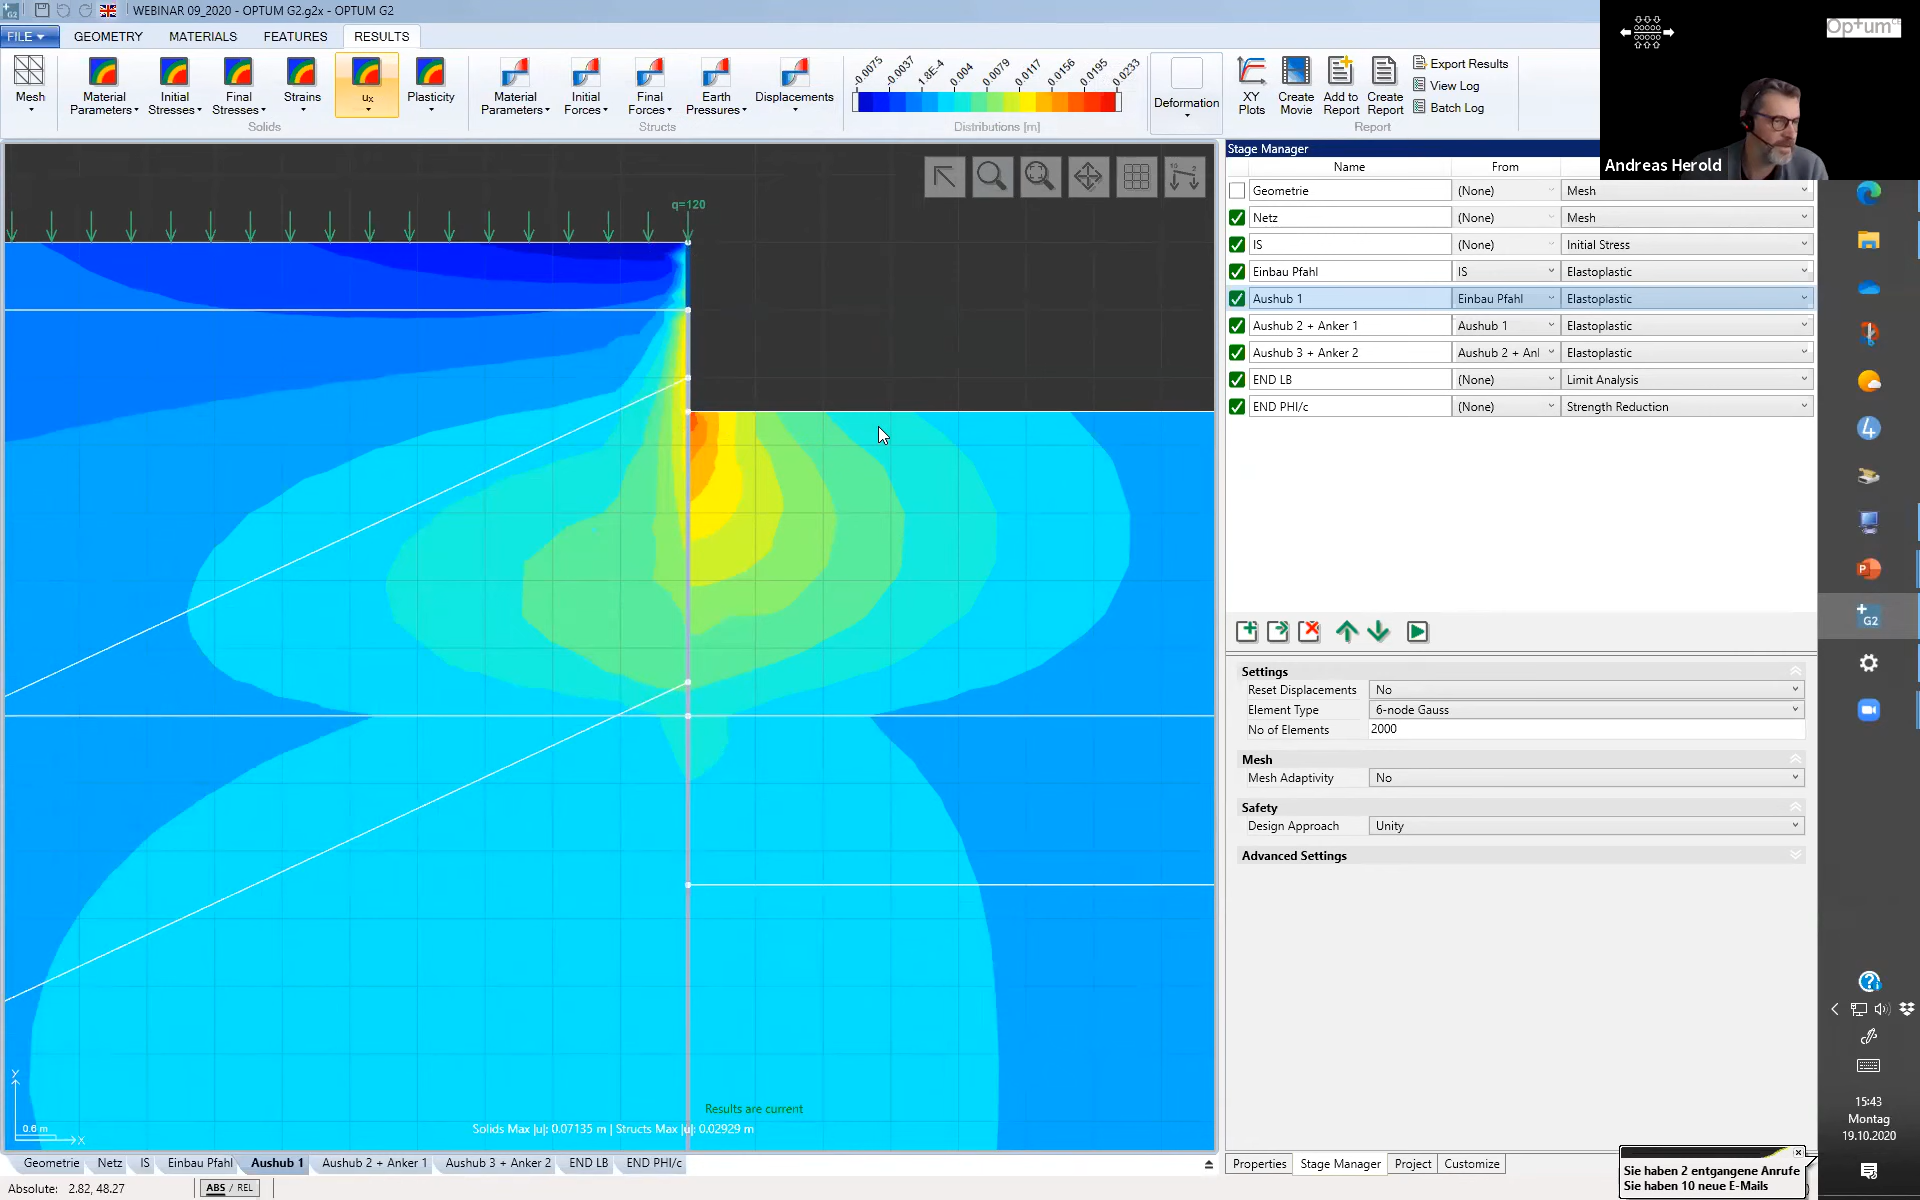 WEBINAR 09_2020 - OPTUM G2.g2x - OPTUM G2
FILE GEOMETRY MATERIALS FEATURES RESULTS
Mesh
Material Parameters
Initial Stresses
Final Stresses
Strains
ux
Plasticity
Solids
Material Parameters
Initial Forces
Final Forces
Earth Pressures
Displacements
Structs
-0.0075 -0.0037 1.8E-4 0.004 0.0079 0.0117 0.0156 0.0195 0.0233
Distributions [m]
Deformation
XY Plots
Create Movie
Add to Report
Create Report
Export Results
View Log
Batch Log
Report
Optum
Andreas Herold
q=120
Stage Manager
Name From
Geometrie (None) Mesh
Netz (None) Mesh
IS (None) Initial Stress
Einbau Pfahl IS Elastoplastic
Aushub 1 Einbau Pfahl Elastoplastic
Aushub 2 + Anker 1 Aushub 1 Elastoplastic
Aushub 3 + Anker 2 Aushub 2 + Anl Elastoplastic
END LB (None) Limit Analysis
END PHI/c (None) Strength Reduction
Settings
Reset Displacements No
Element Type 6-node Gauss
No of Elements 2000
Mesh
Mesh Adaptivity No
Safety
Design Approach Unity
Advanced Settings
Y
0.6 m
X
Results are current
Solids Max |u|: 0.07135 m | Structs Max |u|: 0.02929 m
Geometrie Netz IS Einbau Pfahl Aushub 1 Aushub 2 + Anker 1 Aushub 3 + Anker 2 END LB END PHI/c
Properties Stage Manager Project Customize
Absolute: 2.82, 48.27 ABS / REL
G2
15:43
Montag
19.10.2020
Sie haben 2 entgangene Anrufe
Sie haben 10 neue E-Mails